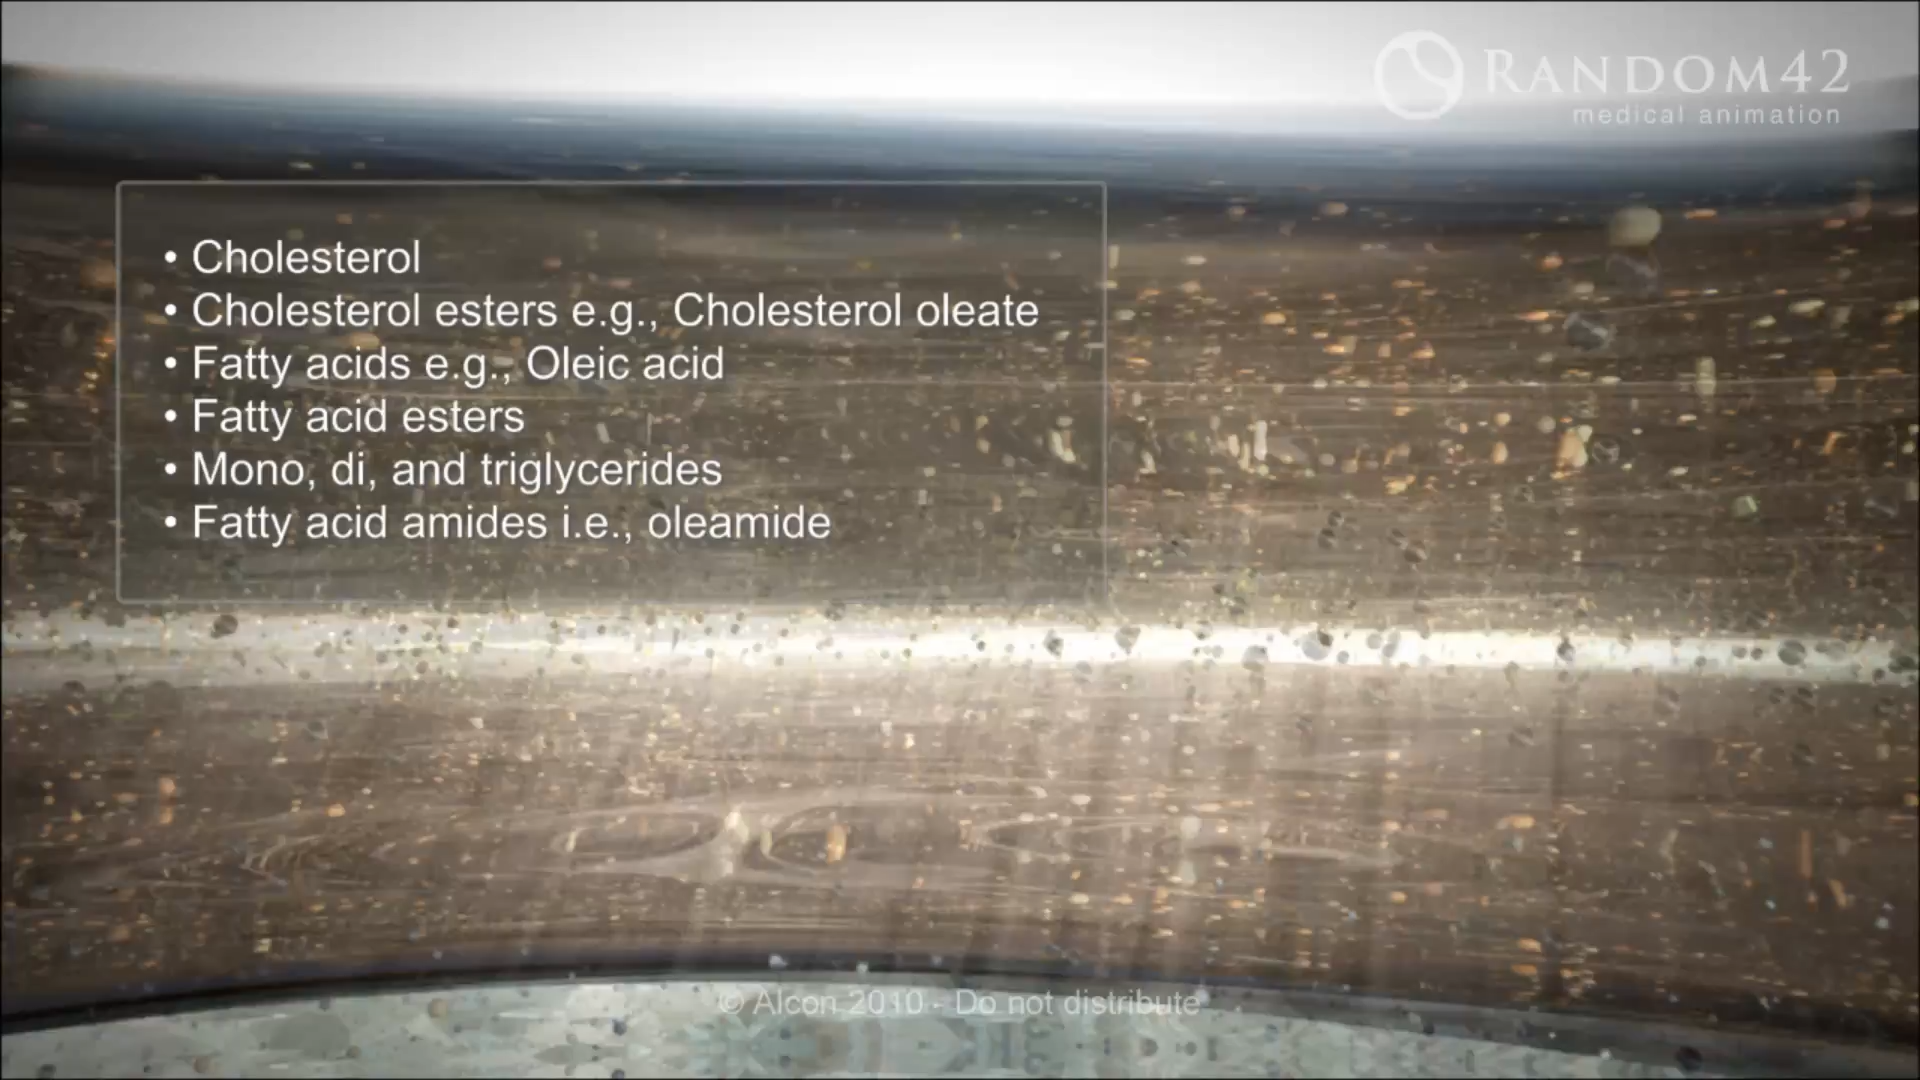 RANDOM42
medical animation
• Cholesterol
• Cholesterol esters e.g., Cholesterol oleate
• Fatty acids e.g., Oleic acid
• Fatty acid esters
• Mono, di, and triglycerides
• Fatty acid amides i.e., oleamide
© Alcon 2010 - Do not distribute